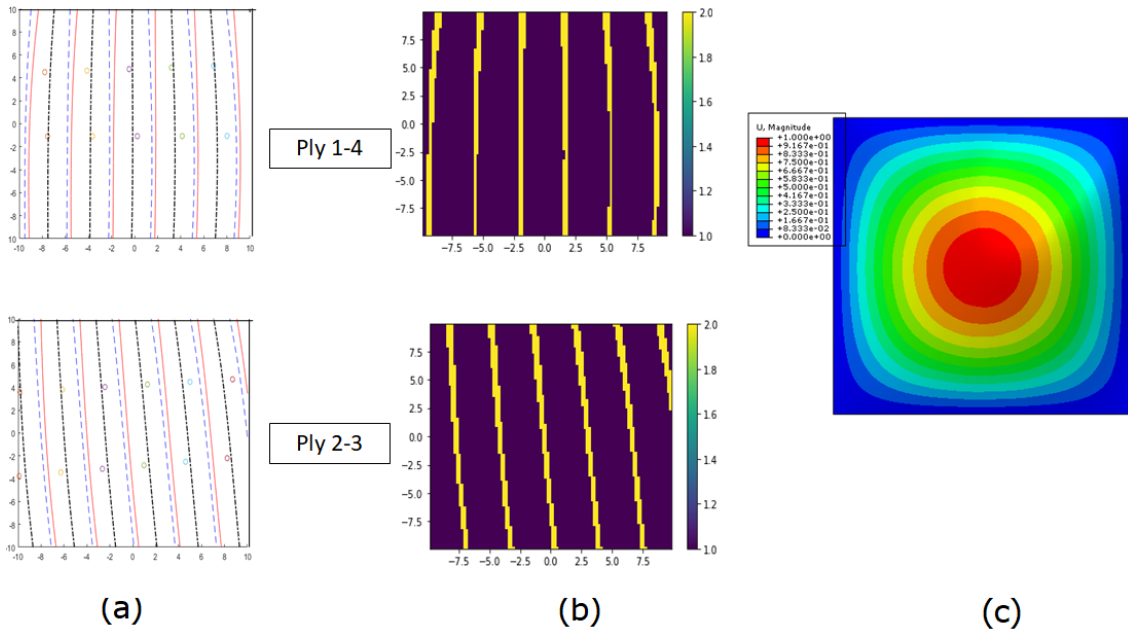 10
8
6
4
2
0
-2
-4
-6
-8
10
-10 -8 -6 -4 -2 0 2 4 6 8 10
Ply 1-4
7.5
5.0
2.5
0.0
−2.5
−5.0
−7.5
−7.5 −5.0 −2.5 0.0 2.5 5.0 7.5
2.0
1.8
1.6
1.4
1.2
1.0
U, Magnitude
+1.000e+00
+9.167e-01
+8.333e-01
+7.500e-01
+6.667e-01
+5.833e-01
+5.000e-01
+4.167e-01
+3.333e-01
+2.500e-01
+1.667e-01
+8.333e-02
+0.000e+00
10
8
6
4
2
0
-2
-4
-6
-8
-10
-10 -8 -6 -4 -2 0 2 4 6 8 10
Ply 2-3
7.5
5.0
2.5
0.0
−2.5
−5.0
−7.5
−7.5 −5.0 −2.5 0.0 2.5 5.0 7.5
2.0
1.8
1.6
1.4
1.2
1.0
(a) (b) (c)